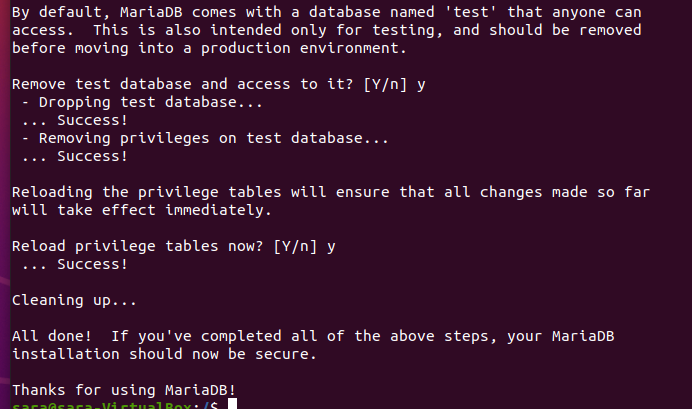 By default, MariaDB comes with a database named 'test' that anyone can
access.  This is also intended only for testing, and should be removed
before moving into a production environment.
Remove test database and access to it? [Y/n] y
 - Dropping test database...
 ... Success!
 - Removing privileges on test database...
 ... Success!
Reloading the privilege tables will ensure that all changes made so far
will take effect immediately.
Reload privilege tables now? [Y/n] y
 ... Success!
Cleaning up...
All done!  If you've completed all of the above steps, your MariaDB
installation should now be secure.
Thanks for using MariaDB!
sara@sara-VirtualBox:/$